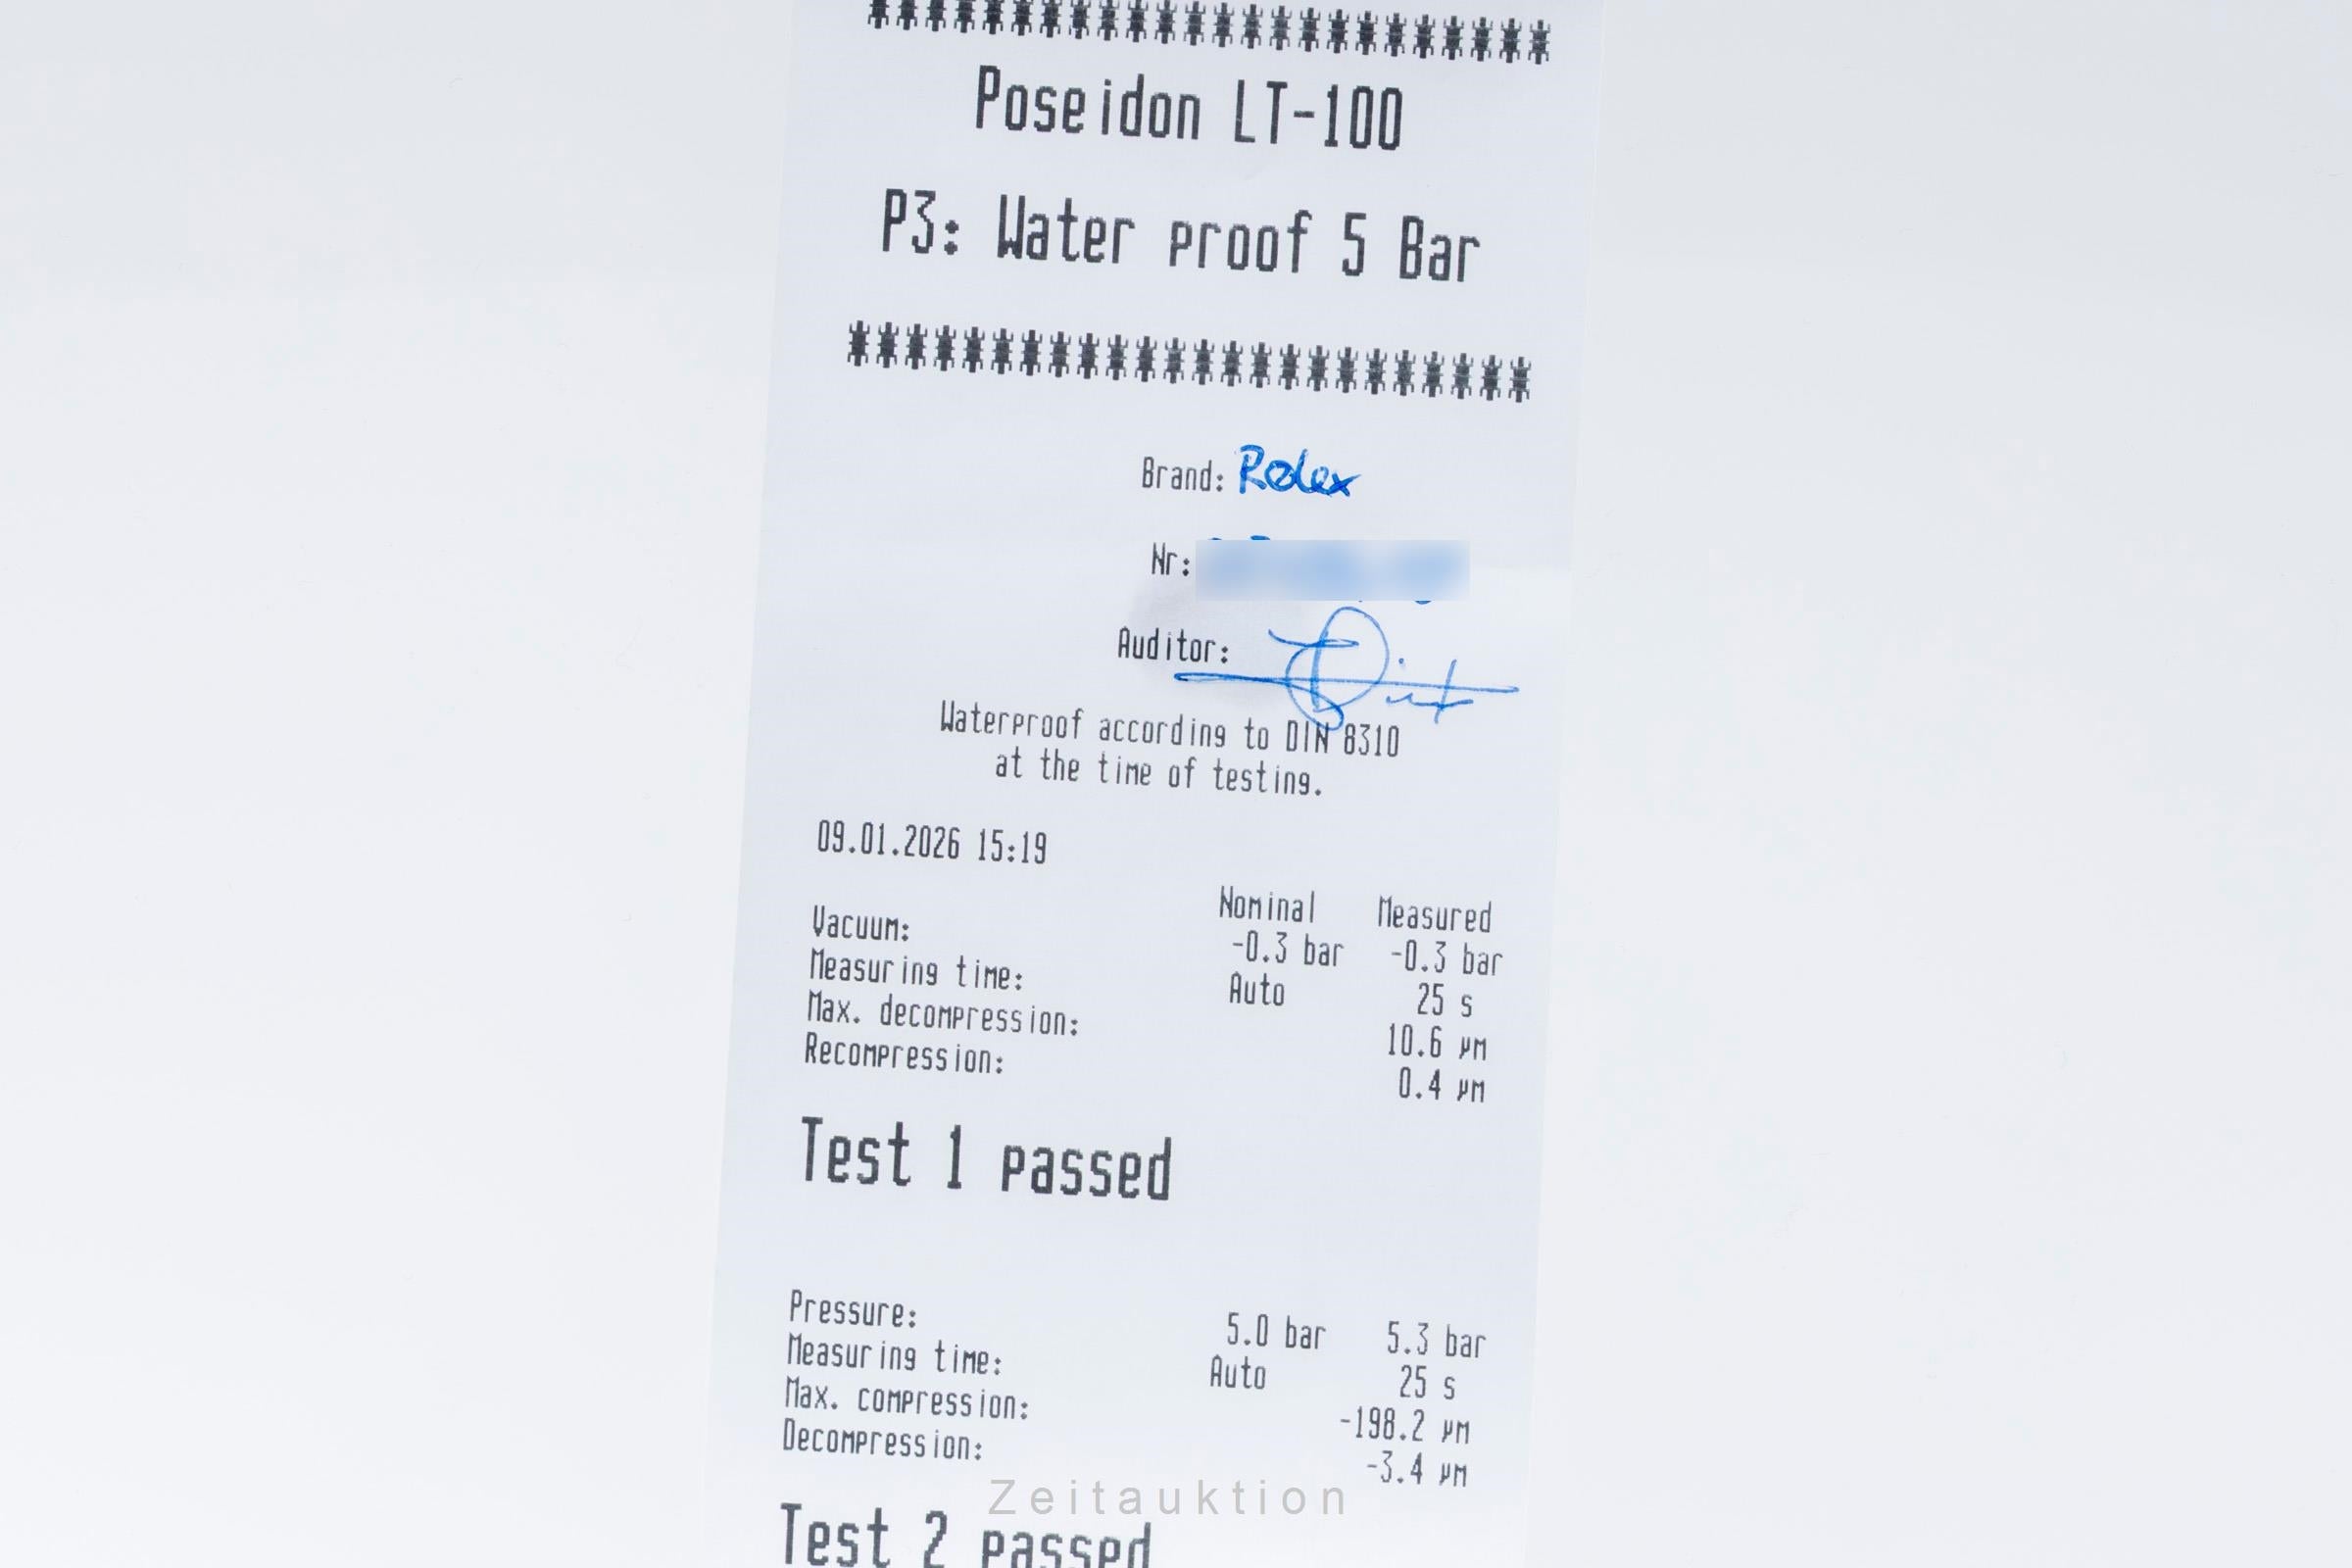 Poseidon LT-100
P3: Water proof 5 Bar
Brand: Rolex
Nr:
Auditor:
Waterproof according to DIN 8310
at the time of testing.
09.01.2026 15:19
Nominal Measured
Vacuum: -0.3 bar -0.3 bar
Measuring time: Auto 25 s
Max. decompression: 10.6 µm
Recompression: 0.4 µm
Test 1 passed
Pressure: 5.0 bar 5.3 bar
Measuring time: Auto 25 s
Max. compression: -198.2 µm
Decompression: -3.4 µm
Zeitauktion
Test 2 passed